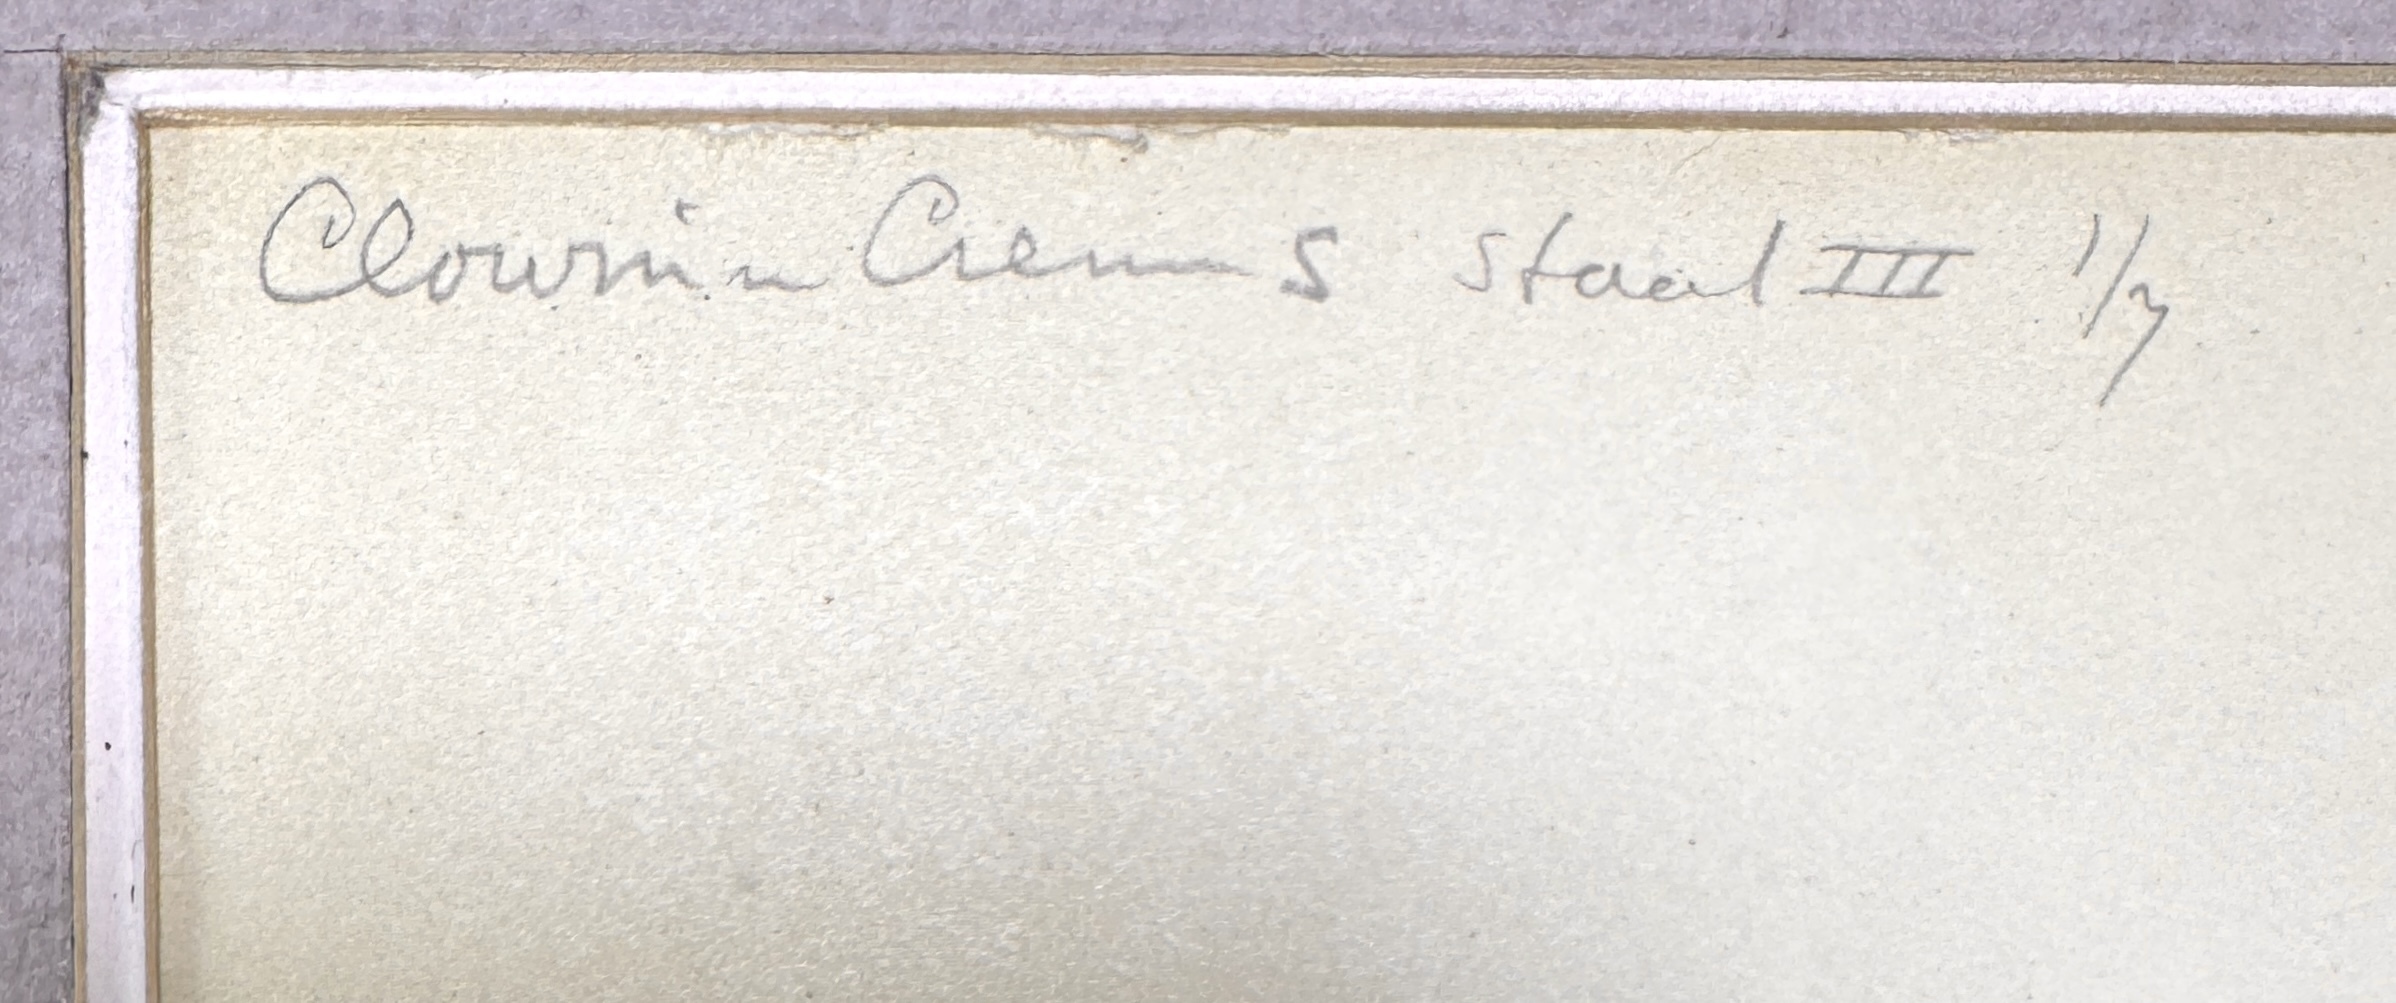 Clown in Circus Staat III 1/7